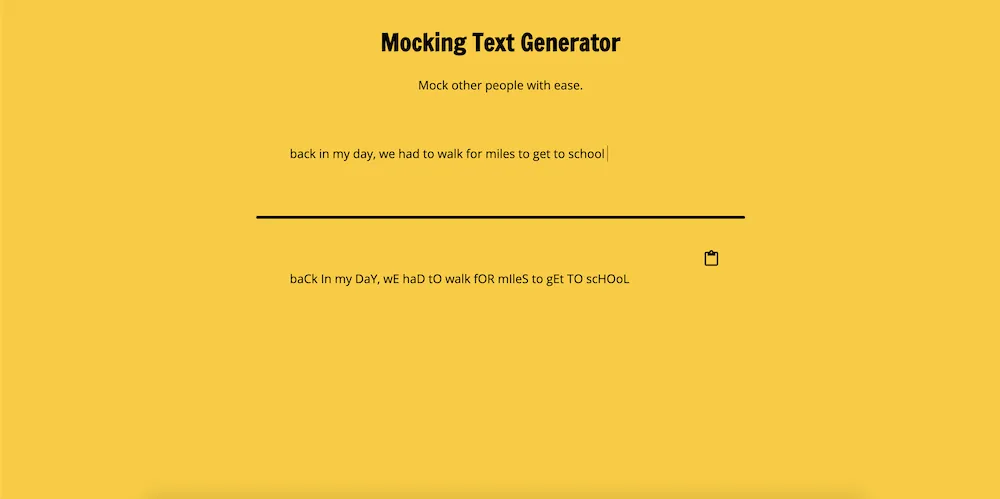 Mocking Text Generator
Mock other people with ease.
back in my day, we had to walk for miles to get to school
baCk In my DaY, wE haD tO walk fOR mIleS to gEt TO scHOoL